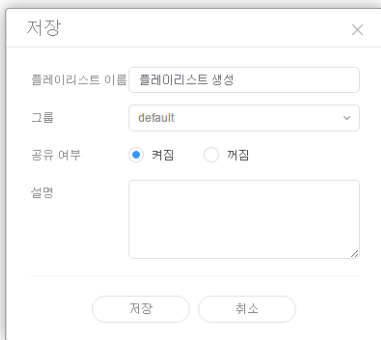 저장
플레이리스트 이름 플레이리스트 생성
그룹 default
공유 여부 켜짐 꺼짐
설명
저장 취소